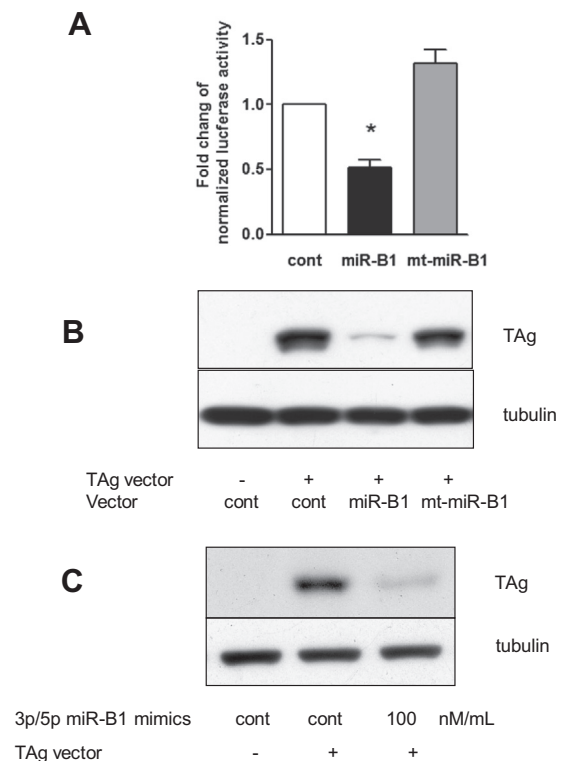 A
Fold chang of
normalized lucferase activity
1.5
1.0
0.5
0.0
*
cont miR-B1 mt-miR-B1
B
TAg
tubulin
TAg vector - + + +
Vector cont cont miR-B1 mt-miR-B1
C
TAg
tubulin
3p/5p miR-B1 mimics cont cont 100 nM/mL
TAg vector - + +